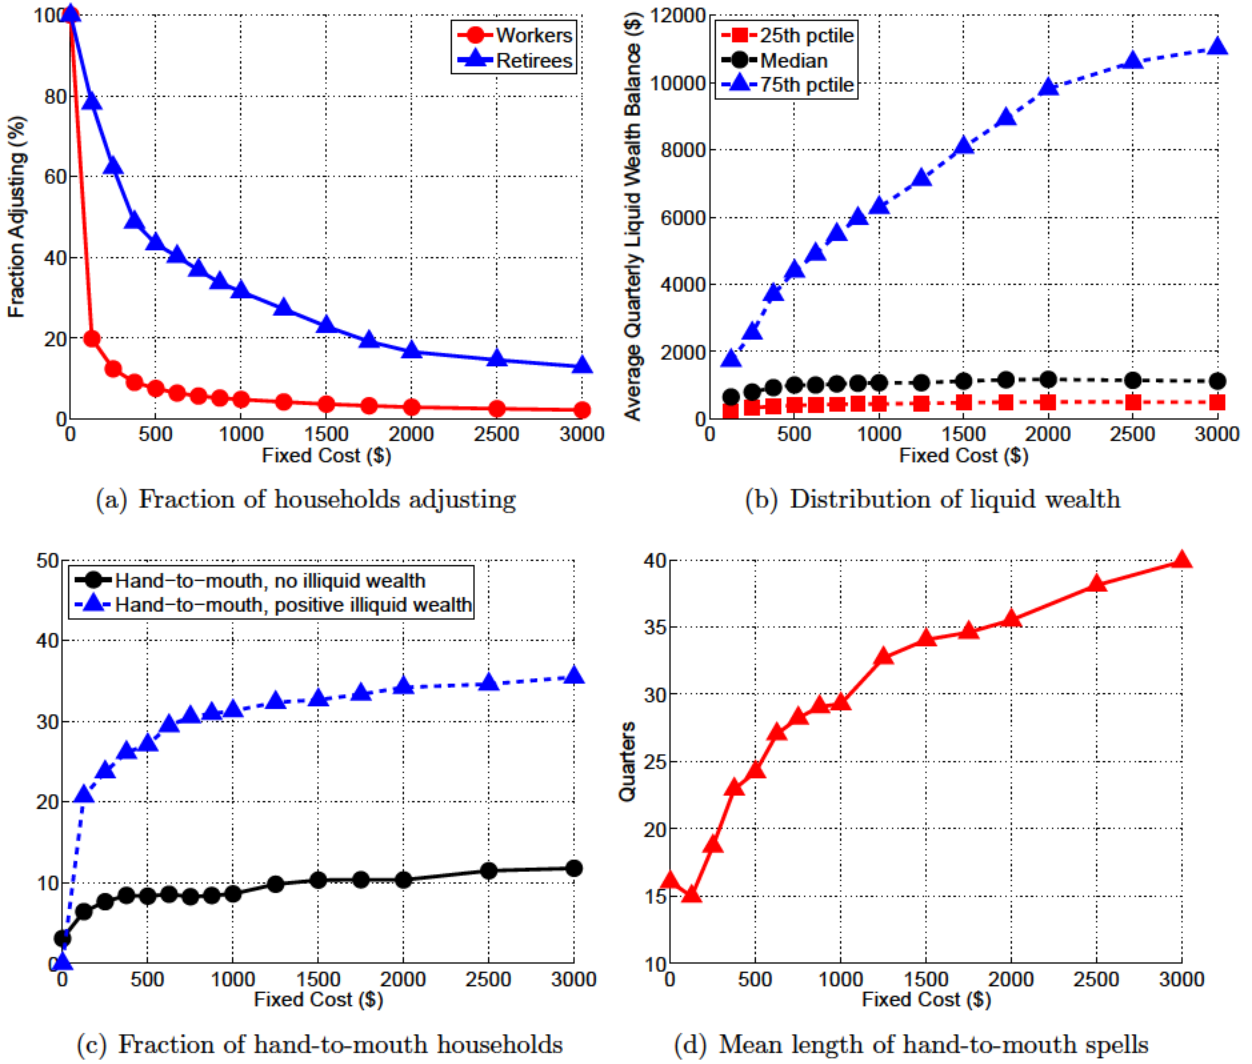 Workers
Retirees
Fraction Adjusting (%)
100
80
60
40
20
0
0 500 1000 1500 2000 2500 3000
Fixed Cost ($)
(a) Fraction of households adjusting
25th pctile
Median
75th pctile
Average Quarterly Liquid Wealth Balance ($)
12000
10000
8000
6000
4000
2000
0
0 500 1000 1500 2000 2500 3000
Fixed Cost ($)
(b) Distribution of liquid wealth
Hand-to-mouth, no illiquid wealth
Hand-to-mouth, positive illiquid wealth
50
40
30
20
10
0
0 500 1000 1500 2000 2500 3000
Fixed Cost ($)
(c) Fraction of hand-to-mouth households
Quarters
40
35
30
25
20
15
10
0 500 1000 1500 2000 2500 3000
Fixed Cost ($)
(d) Mean length of hand-to-mouth spells